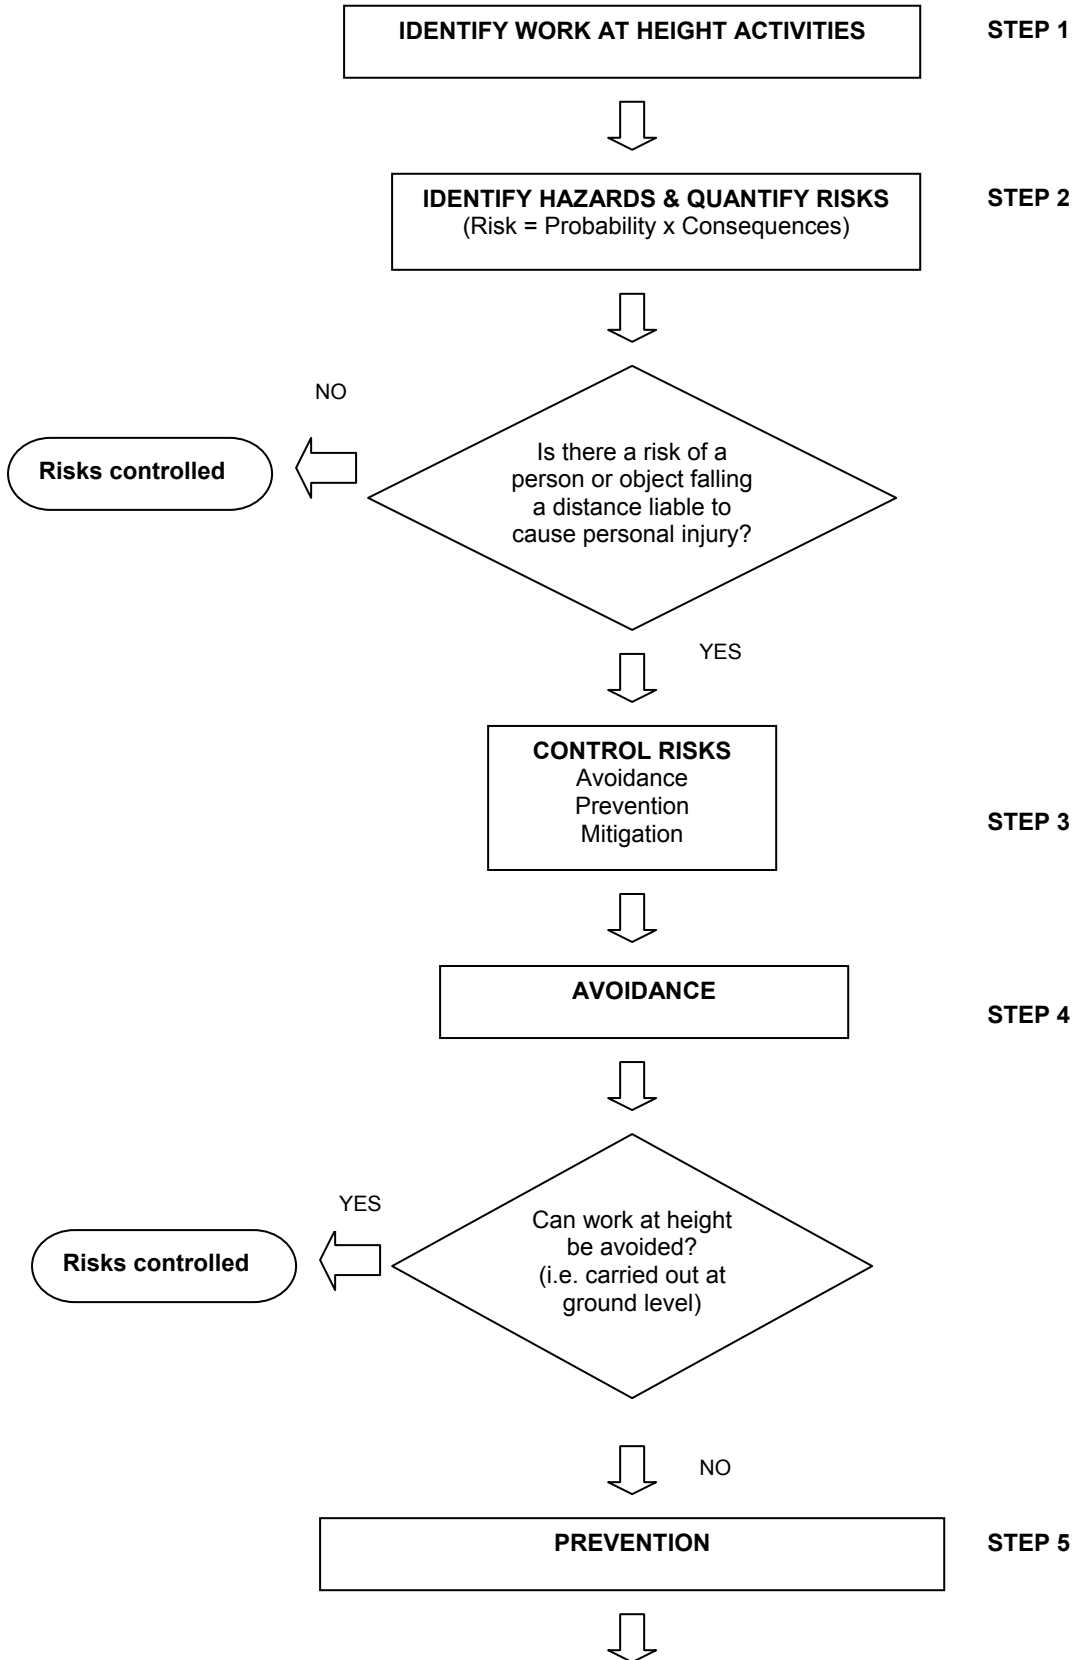 IDENTIFY WORK AT HEIGHT ACTIVITIES
STEP 1
IDENTIFY HAZARDS & QUANTIFY RISKS
(Risk = Probability x Consequences)
STEP 2
NO
Risks controlled
Is there a risk of a
person or object falling
a distance liable to
cause personal injury?
YES
CONTROL RISKS
Avoidance
Prevention
Mitigation
STEP 3
AVOIDANCE
STEP 4
YES
Risks controlled
Can work at height
be avoided?
(i.e. carried out at
ground level)
NO
PREVENTION
STEP 5